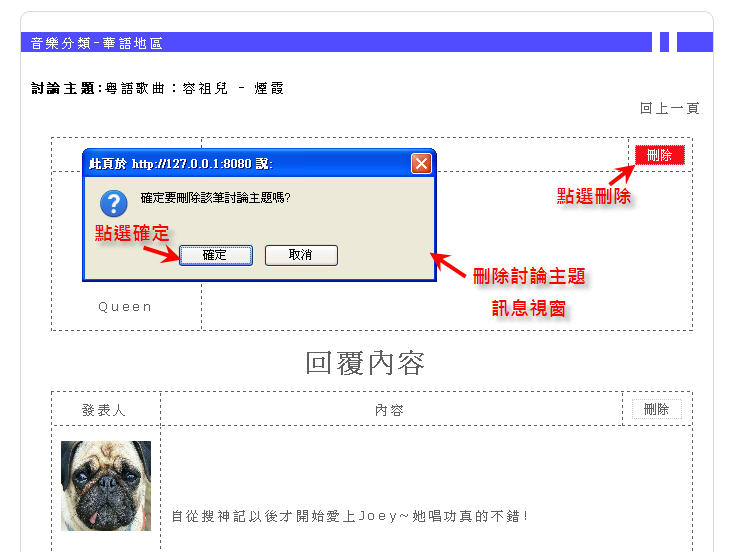 音樂分類-華語地區
討論主題:粵語歌曲：容祖兒 - 煙霞
回上一頁
刪除
此頁於 http://127.0.0.1:8080 說:
確定要刪除該筆討論主題嗎?
點選刪除
點選確定
確定
取消
刪除討論主題
訊息視窗
Queen
回覆內容
發表人
內容
刪除
自從搜神記以後才開始愛上Joey~她唱功真的不錯!